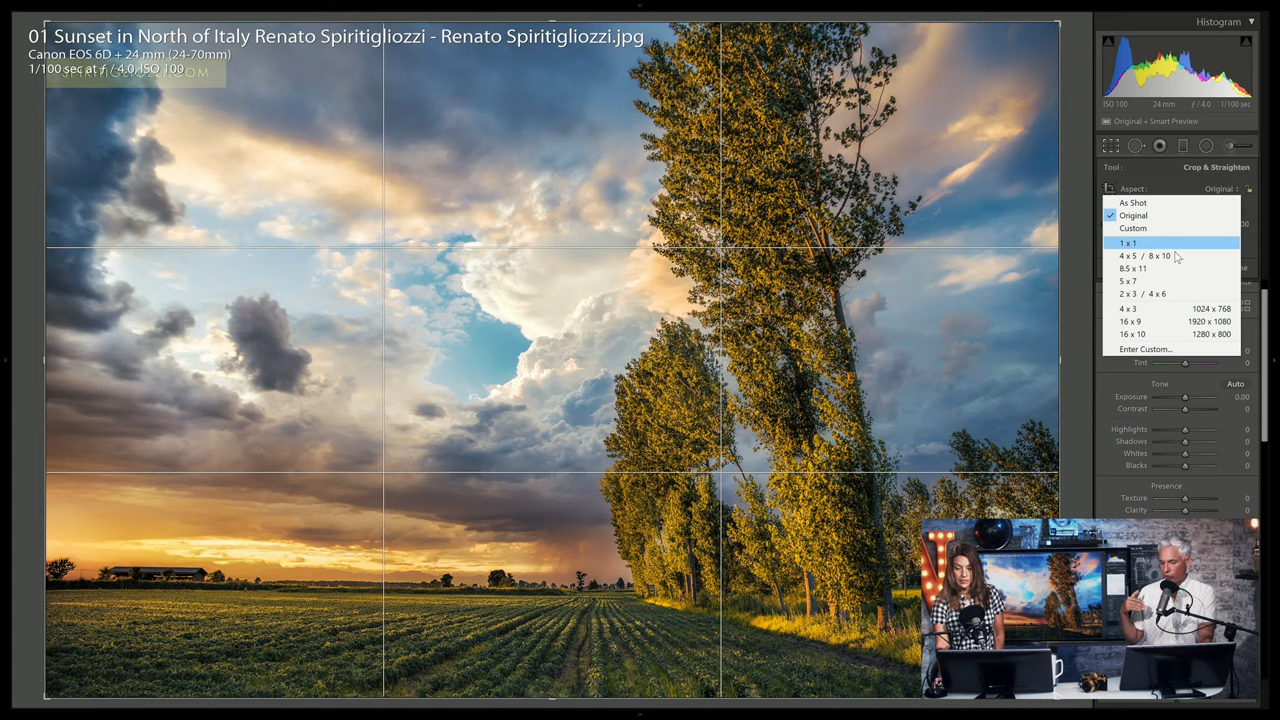 01 Sunset in North of Italy Renato Spiritigliozzi - Renato Spiritigliozzi.jpg
Canon EOS 6D + 24 mm (24-70mm)
1/100 sec at ƒ / 4.0, ISO 100
SPIRITIGLIOZZI.COM
Histogram
ISO 100 24 mm ƒ / 4.0 1/100 sec
Original + Smart Preview
Tool : Crop & Straighten
Aspect : Original
As Shot
Original
Custom
1 x 1
4 x 5 / 8 x 10
8.5 x 11
5 x 7
2 x 3 / 4 x 6
4 x 3 1024 x 768
16 x 9 1920 x 1080
16 x 10 1280 x 800
Enter Custom...
Tint 0
Tone Auto
Exposure 0.00
Contrast 0
Highlights 0
Shadows 0
Whites 0
Blacks 0
Presence
Texture 0
Clarity 0